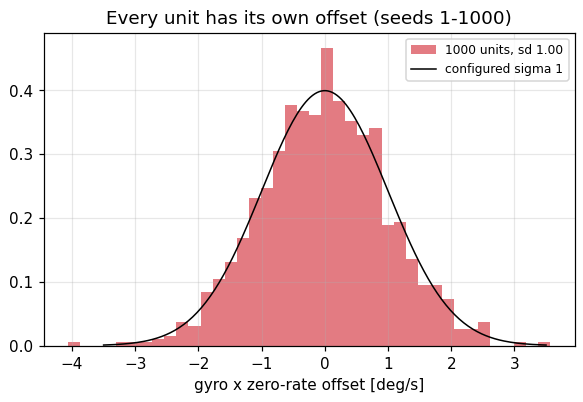 Every unit has its own offset (seeds 1-1000)
1000 units, sd 1.00
configured sigma 1
0.4
0.3
0.2
0.1
0.0
−4 −3 −2 −1 0 1 2 3
gyro x zero-rate offset [deg/s]